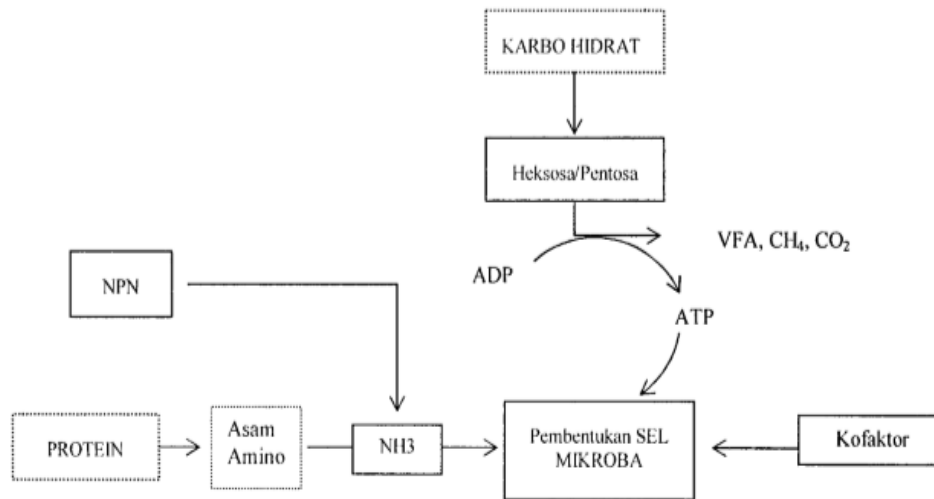 KARBO HIDRAT
Heksosa/Pentosa
VFA, CH₄, CO₂
ADP
NPN
ATP
PROTEIN
Asam
Amino
NH3
Pembentukan SEL
MIKROBA
Kofaktor